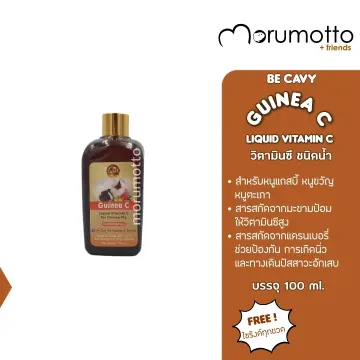 morumotto
+ friends
BE CAVY
GUINEA C
LIQUID VITAMIN C
วิตามินซี ชนิดน้ำ
• สำหรับหนูแกสบี้ หนูขวัญ
หนูตะเภา
• สารสกัดจากมะขามป้อม
ให้วิตามินซีสูง
• สารสกัดจากแครนเบอรี่
ช่วยป้องกัน การเกิดนิ่ว
และทางเดินปัสสาวะอักเสบ
บรรจุ 100 ml.
FREE !
ไซริงค์ทุกขวด
Guinea C
Liquid Vitamin C
For Guinea Pig
morumotto